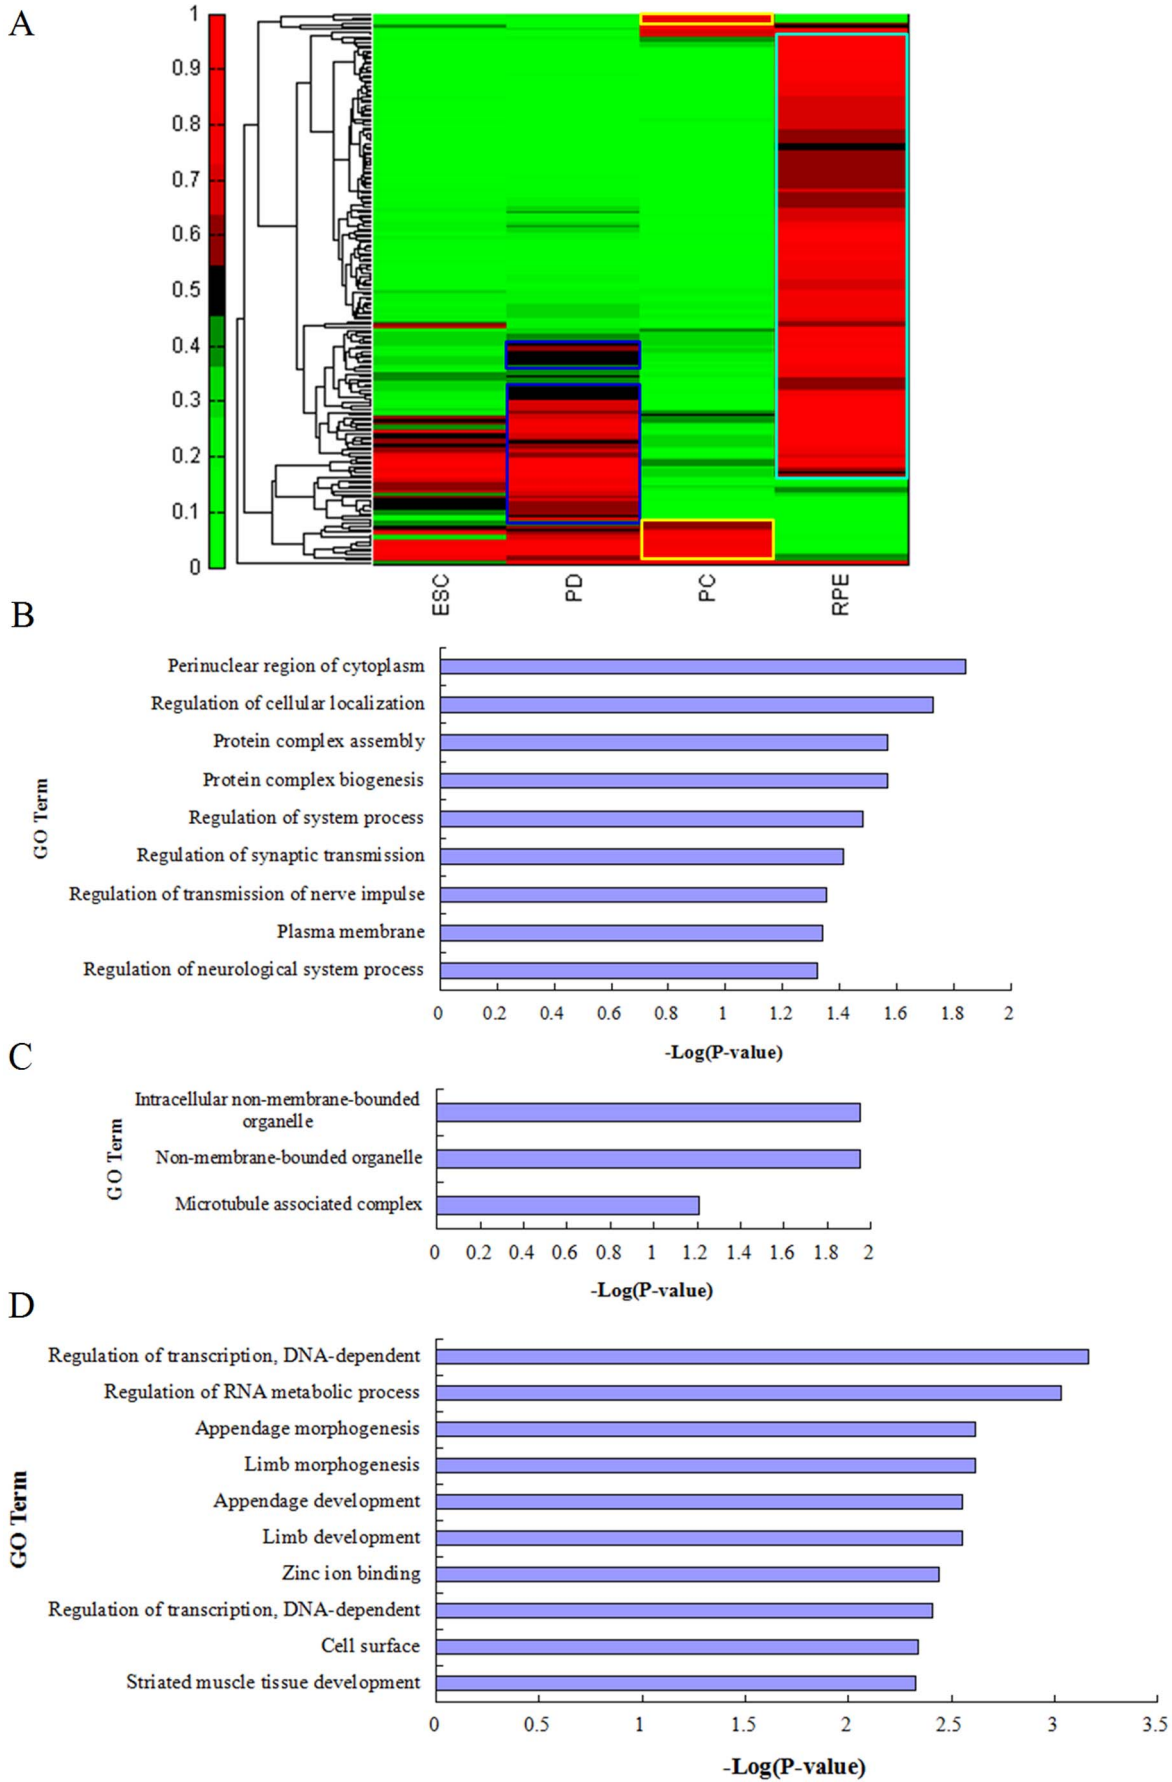 A
1
0.9
0.8
0.7
0.6
0.5
0.4
0.3
0.2
0.1
0
ESC
PD
PC
RPE
B
GO Term
Perinuclear region of cytoplasm
Regulation of cellular localization
Protein complex assembly
Protein complex biogenesis
Regulation of system process
Regulation of synaptic transmission
Regulation of transmission of nerve impulse
Plasma membrane
Regulation of neurological system process
0 0.2 0.4 0.6 0.8 1 1.2 1.4 1.6 1.8 2
-Log(P-value)
C
GO Term
Intracellular non-membrane-bounded
organelle
Non-membrane-bounded organelle
Microtubule associated complex
0 0.2 0.4 0.6 0.8 1 1.2 1.4 1.6 1.8 2
-Log(P-value)
D
GO Term
Regulation of transcription, DNA-dependent
Regulation of RNA metabolic process
Appendage morphogenesis
Limb morphogenesis
Appendage development
Limb development
Zinc ion binding
Regulation of transcription, DNA-dependent
Cell surface
Striated muscle tissue development
0 0.5 1 1.5 2 2.5 3 3.5
-Log(P-value)